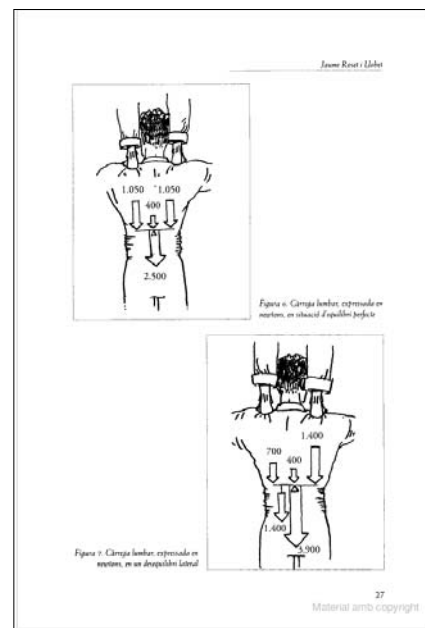 Jaume Rosset i Llobet
1.050 1.050
400
2.500
Figura 6. Càrrega lumbar, expressada en
newtons, en situació d'equilibri perfecte
1.400
700
400
1.400
3.900
Figura 7. Càrrega lumbar, expressada en
newtons, en un desequilibri lateral
27
Material amb copyright